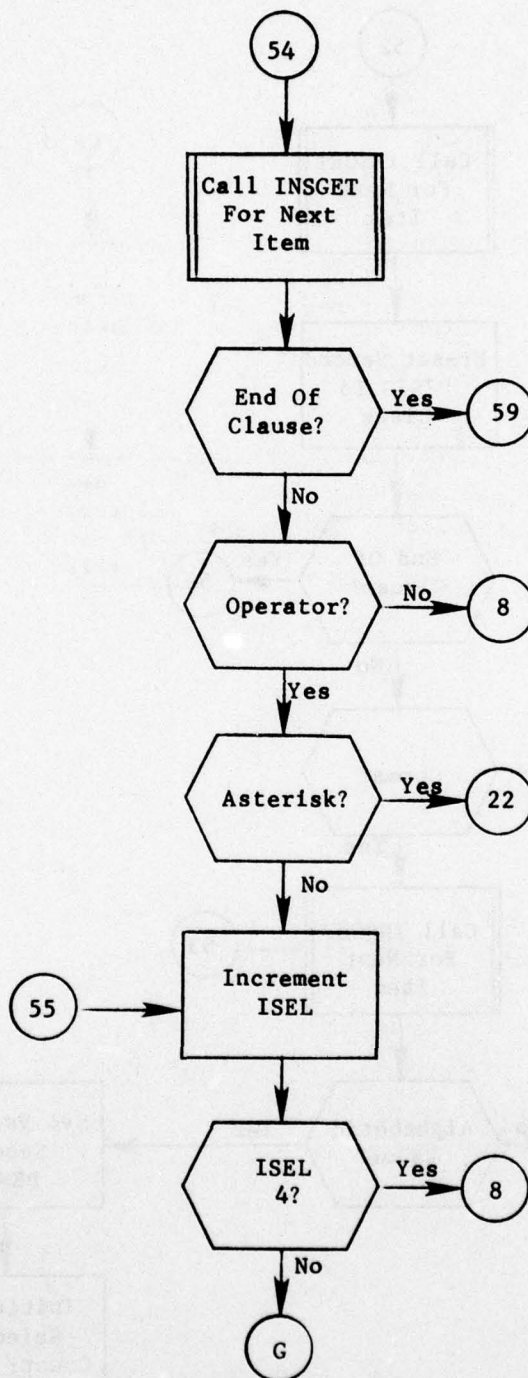 54
Call INSGET
For Next
Item
End Of
Clause?
Yes
59
No
Operator?
No
8
Yes
Asterisk?
Yes
22
No
55
Increment
ISEL
ISEL
4?
Yes
8
No
G